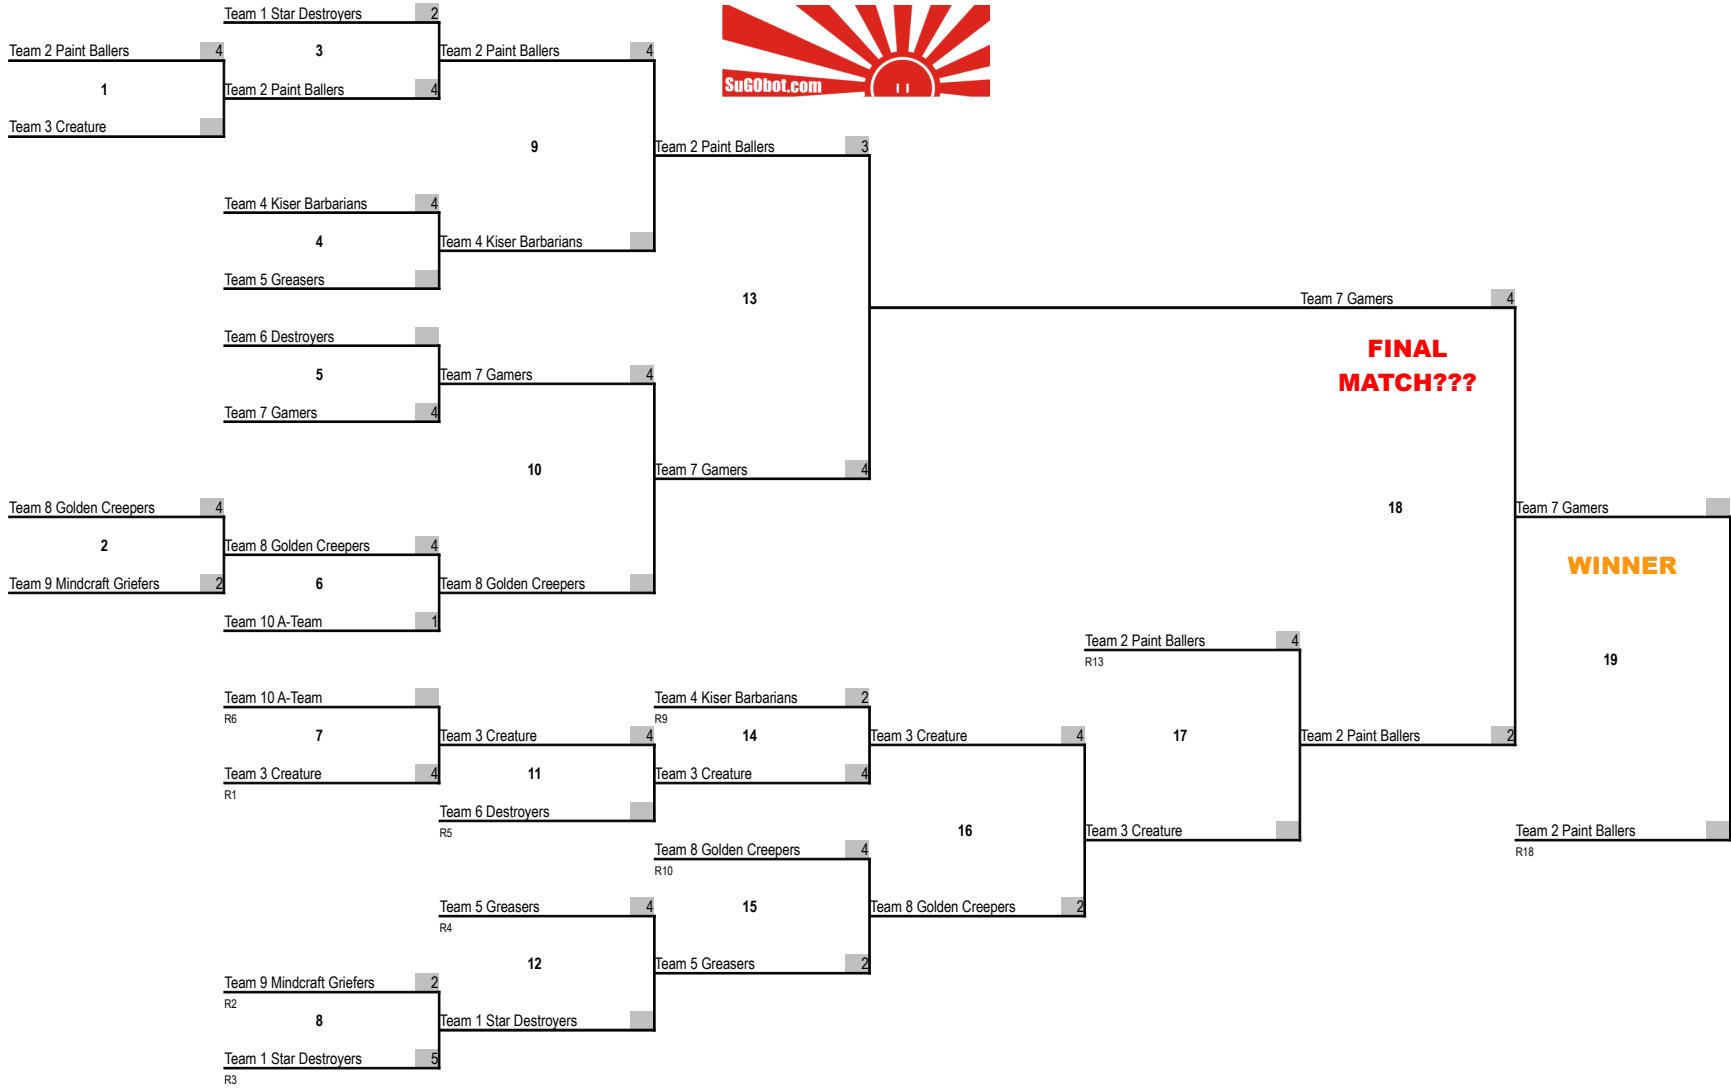 Team 1 Star Destroyers 2
Team 2 Paint Ballers 4
3
Team 2 Paint Ballers 4
SuGObot.com
1
Team 2 Paint Ballers 4
Team 3 Creature
9
Team 2 Paint Ballers 3
Team 4 Kiser Barbarians 4
4
Team 4 Kiser Barbarians
Team 5 Greasers
13
Team 7 Gamers 4
Team 6 Destroyers
FINAL
MATCH???
5
Team 7 Gamers 4
Team 7 Gamers 4
10
Team 7 Gamers 4
Team 8 Golden Creepers 4
18
Team 7 Gamers
2
Team 8 Golden Creepers 4
WINNER
Team 9 Mindcraft Griefers 2
6
Team 8 Golden Creepers
Team 10 A-Team 1
Team 2 Paint Ballers 4
R13
19
Team 10 A-Team
R6
Team 4 Kiser Barbarians 2
R9
7
Team 3 Creature 4
14
Team 3 Creature 4
17
Team 2 Paint Ballers 2
Team 3 Creature 4
R1
11
Team 3 Creature 4
Team 6 Destroyers
R5
16
Team 3 Creature
Team 2 Paint Ballers
R18
Team 8 Golden Creepers 4
R10
Team 5 Greasers 4
R4
15
Team 8 Golden Creepers 2
12
Team 5 Greasers 2
Team 9 Mindcraft Griefers 2
R2
8
Team 1 Star Destroyers
Team 1 Star Destroyers 5
R3